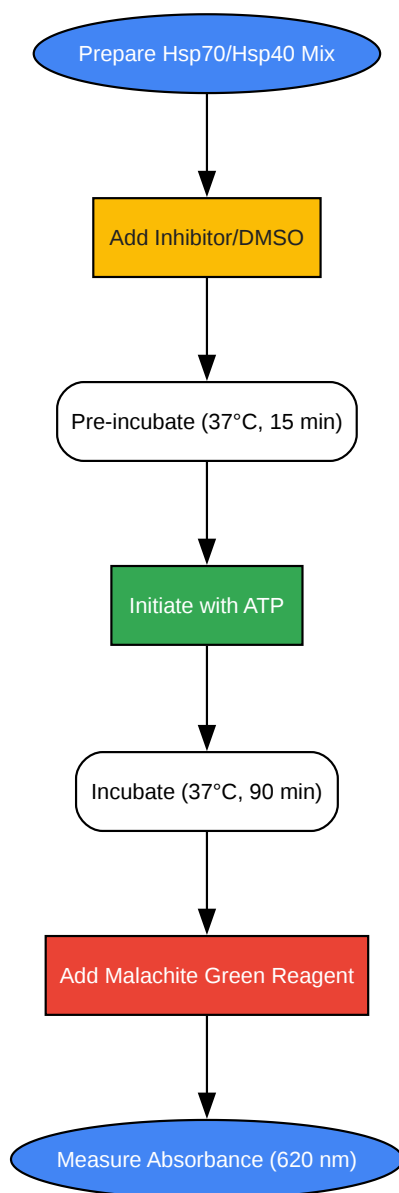 Prepare Hsp70/Hsp40 Mix
Add Inhibitor/DMSO
Pre-incubate (37°C, 15 min)
Initiate with ATP
Incubate (37°C, 90 min)
Add Malachite Green Reagent
Measure Absorbance (620 nm)